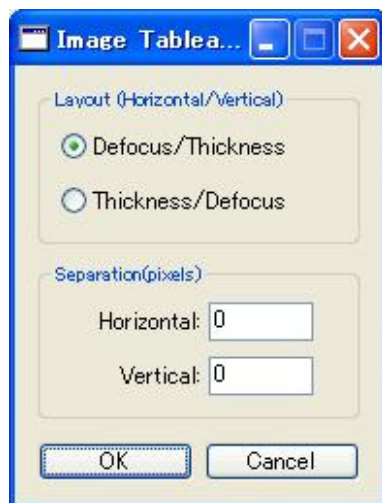 Image Tablea...
Layout (Horizontal/Vertical)
Defocus/Thickness
Thickness/Defocus
Separation(pixels)
Horizontal: 0
Vertical: 0
OK Cancel